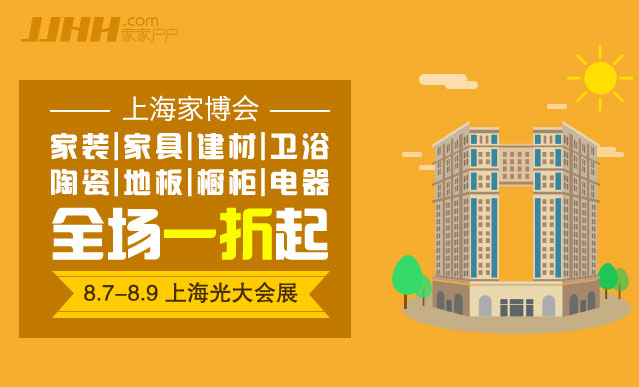 JJHH.com
家家户户
上海家博会
家装|家具|建材|卫浴
陶瓷|地板|橱柜|电器
全场一折起
8.7-8.9 上海光大会展